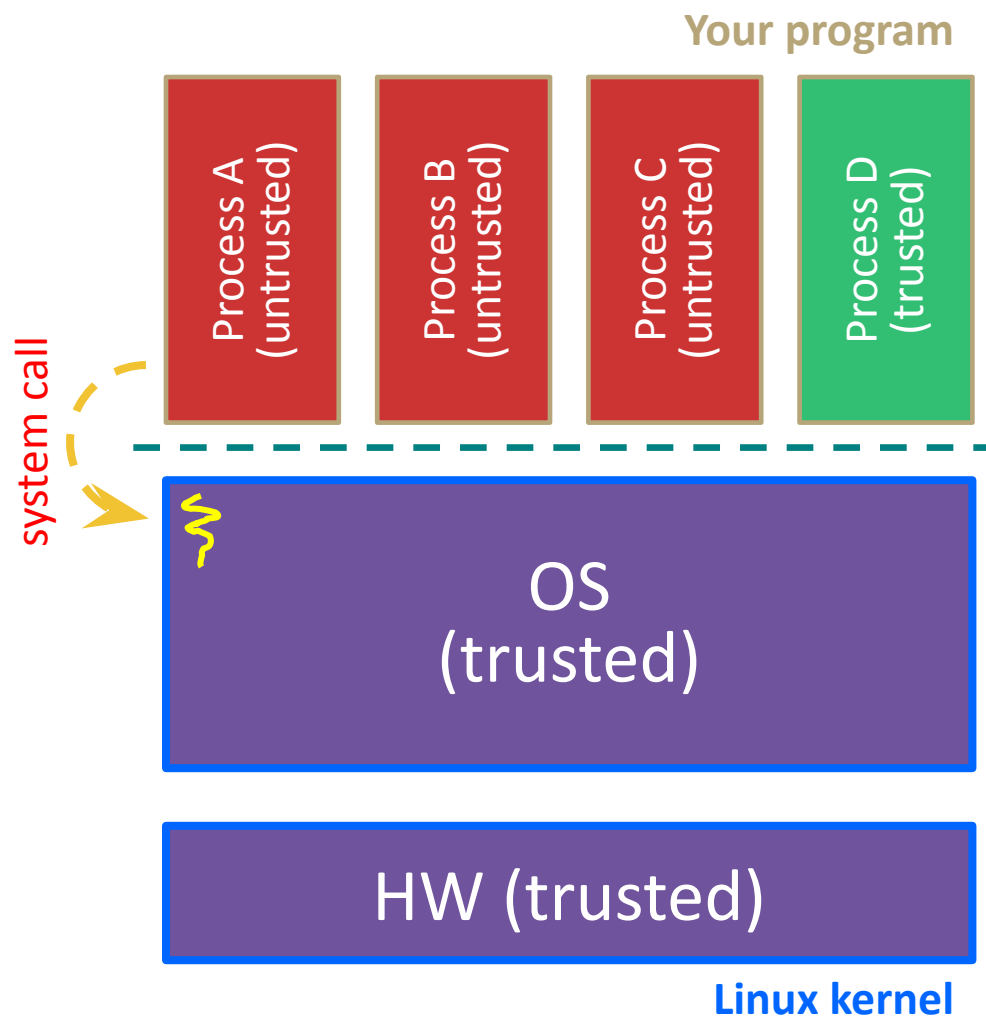 Your program
Process A
(untrusted)
Process B
(untrusted)
Process C
(untrusted)
Process D
(trusted)
system call
OS
(trusted)
HW (trusted)
Linux kernel